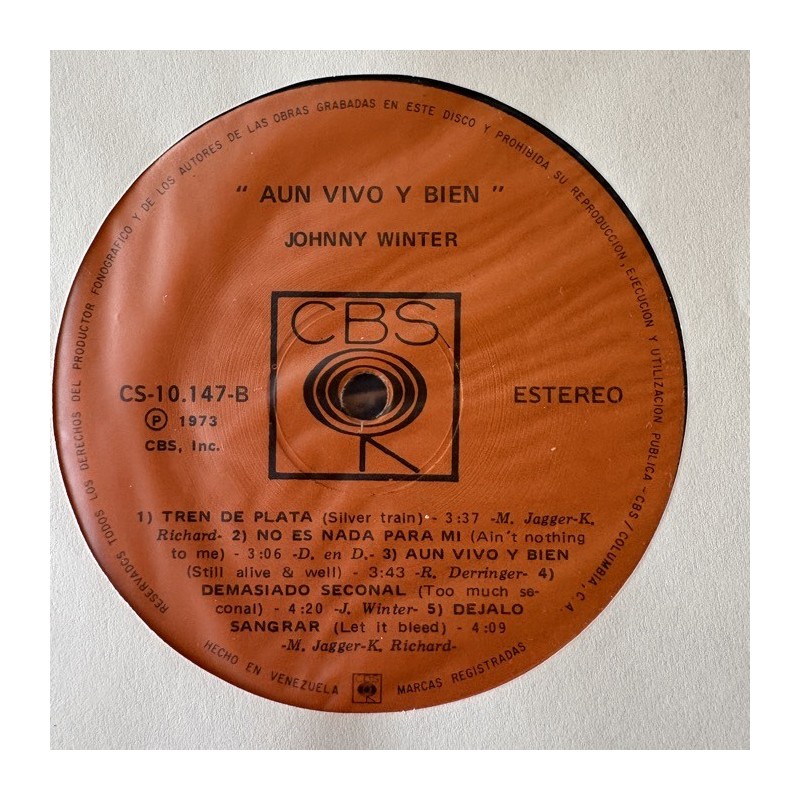 RESERVADOS TODOS LOS DERECHOS DEL PRODUCTOR FONOGRAFICO Y DE LOS AUTORES DE LAS OBRAS GRABADAS EN ESTE DISCO Y PROHIBIDA SU REPRODUCCION, EJECUCION Y UTILIZACION PUBLICA - CBS / COLUMBIA, C. A.
" AUN VIVO Y BIEN "
JOHNNY WINTER
CBS
CS-10.147-B
ESTEREO
P 1973
CBS, Inc.
1) TREN DE PLATA (Silver train) - 3:37 -M. Jagger-K.
Richard- 2) NO ES NADA PARA MI (Ain´t nothing
to me) - 3:06 -D. en D.- 3) AUN VIVO Y BIEN
(Still alive & well) - 3:43 -R. Derringer- 4)
DEMASIADO SECONAL (Too much se-
conal) - 4:20 -J. Winter- 5) DEJALO
SANGRAR (Let it bleed) - 4:09
-M. Jagger-K. Richard-
HECHO EN VENEZUELA CBS MARCAS REGISTRADAS